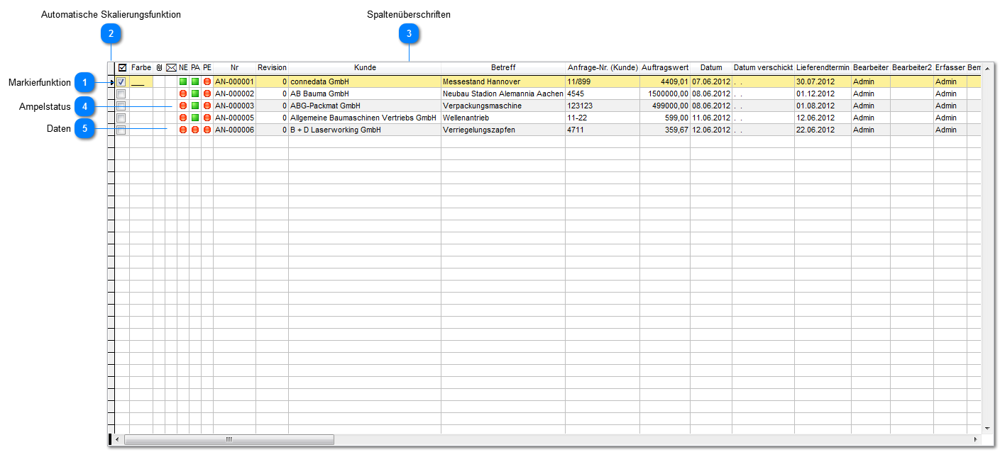 Automatische Skalierungsfunktion
Spaltenüberschriften
2
3
Farbe NE PA PE Nr Revision Kunde Betreff Anfrage-Nr. (Kunde) Auftragswert Datum Datum verschickt Lieferendtermin Bearbeiter Bearbeiter2 Erfasser Bem
Markierfunktion 1 ___ AN-000001 0 connedata GmbH Messestand Hannover 11/899 4409,01 07.06.2012 . . 30.07.2012 Admin Admin
AN-000002 0 AB Bauma GmbH Neubau Stadion Alemannia Aachen 4545 1500000,00 08.06.2012 . . 01.12.2012 Admin Admin
Ampelstatus 4 AN-000003 0 ABG-Packmat GmbH Verpackungsmaschine 123123 499000,00 08.06.2012 . . 01.08.2012 Admin Admin
AN-000005 0 Allgemeine Baumaschinen Vertriebs GmbH Wellenantrieb 11-22 599,00 11.06.2012 . . 12.06.2012 Admin Admin
Daten 5 AN-000006 0 B + D Laserworking GmbH Verriegelungszapfen 4711 359,67 12.06.2012 . . 22.06.2012 Admin Admin